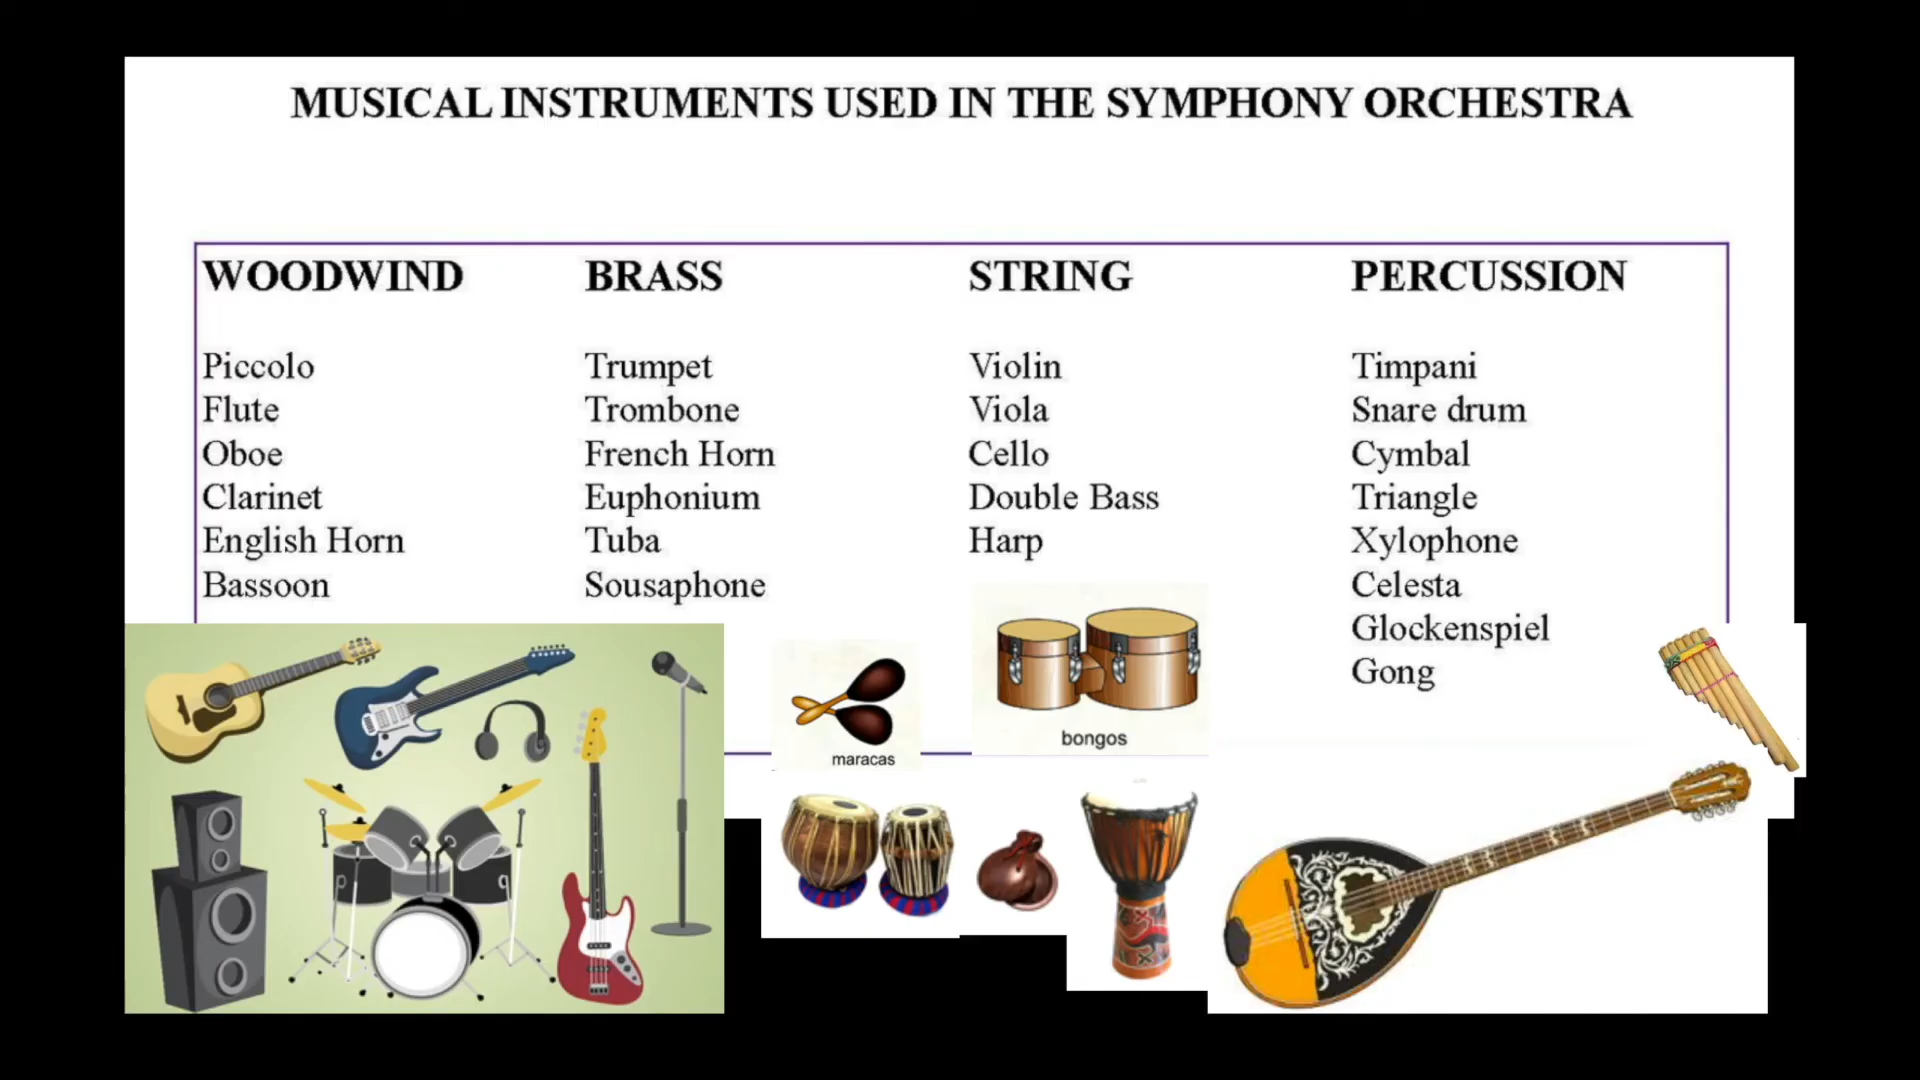 MUSICAL INSTRUMENTS USED IN THE SYMPHONY ORCHESTRA
WOODWIND
Piccolo
Flute
Oboe
Clarinet
English Horn
Bassoon
BRASS
Trumpet
Trombone
French Horn
Euphonium
Tuba
Sousaphone
STRING
Violin
Viola
Cello
Double Bass
Harp
PERCUSSION
Timpani
Snare drum
Cymbal
Triangle
Xylophone
Celesta
Glockenspiel
Gong
maracas
bongos